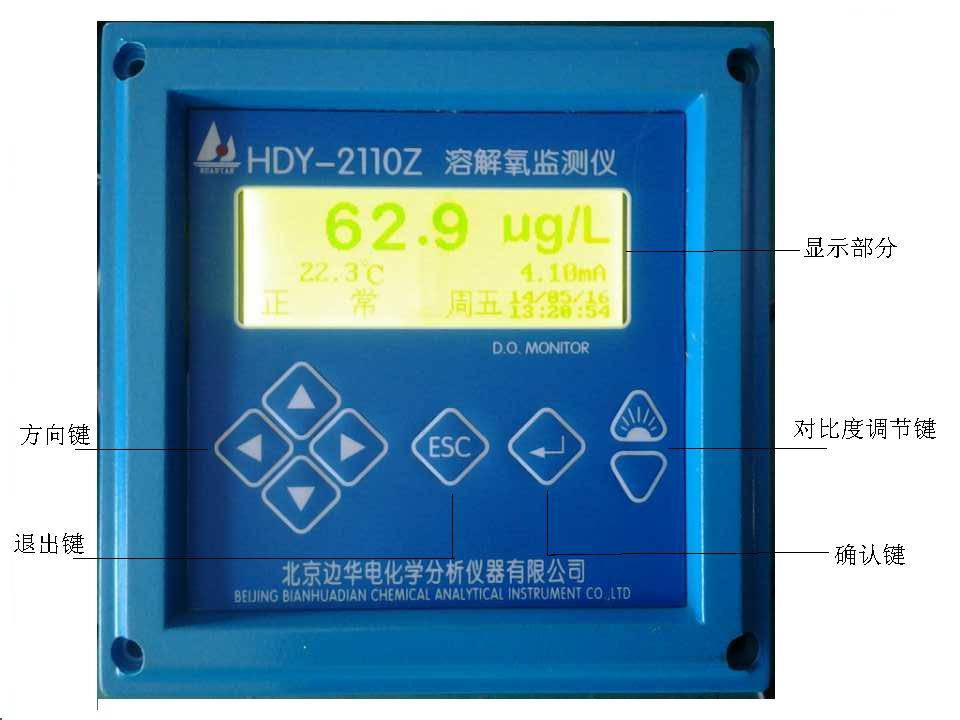 HUADIAN
HDY-2110Z 溶解氧监测仪
62.9 µg/L
22.3℃ 4.10mA
正 常 周五 14/05/16
13:20:54
显示部分
D.O. MONITOR
方向键
ESC
对比度调节键
退出键
确认键
北京边华电化学分析仪器有限公司
BEIJING BIANHUADIAN CHEMICAL ANALYTICAL INSTRUMENT CO.,LTD